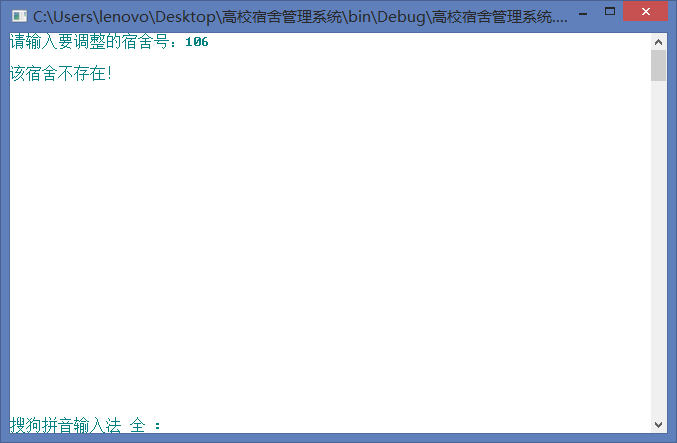 C:\Users\lenovo\Desktop\高校宿舍管理系统\bin\Debug\高校宿舍管理系统....
请输入要调整的宿舍号：106
该宿舍不存在!
搜狗拼音输入法 全 ：